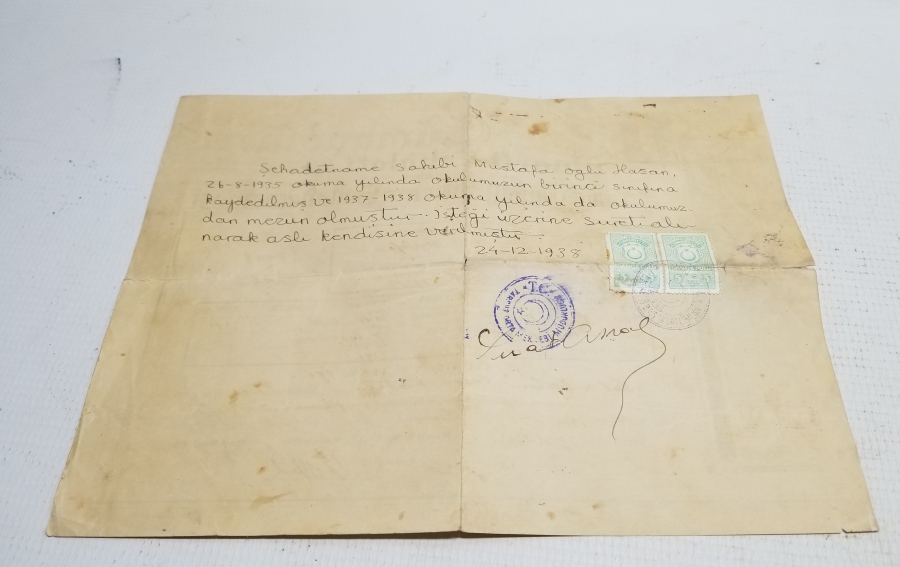 Şehadetname sahibi Mustafa oğlu Hasan,
26-8-1935 okuma yılında okulumuzun birinci sınıfına
kaydedilmiş ve 1937-1938 okuma yılında da okulumuz-
dan mezun olmuştur. İsteği üzerine sureti alı-
narak aslı kendisine verilmiştir.
24-12-1938
T.C.